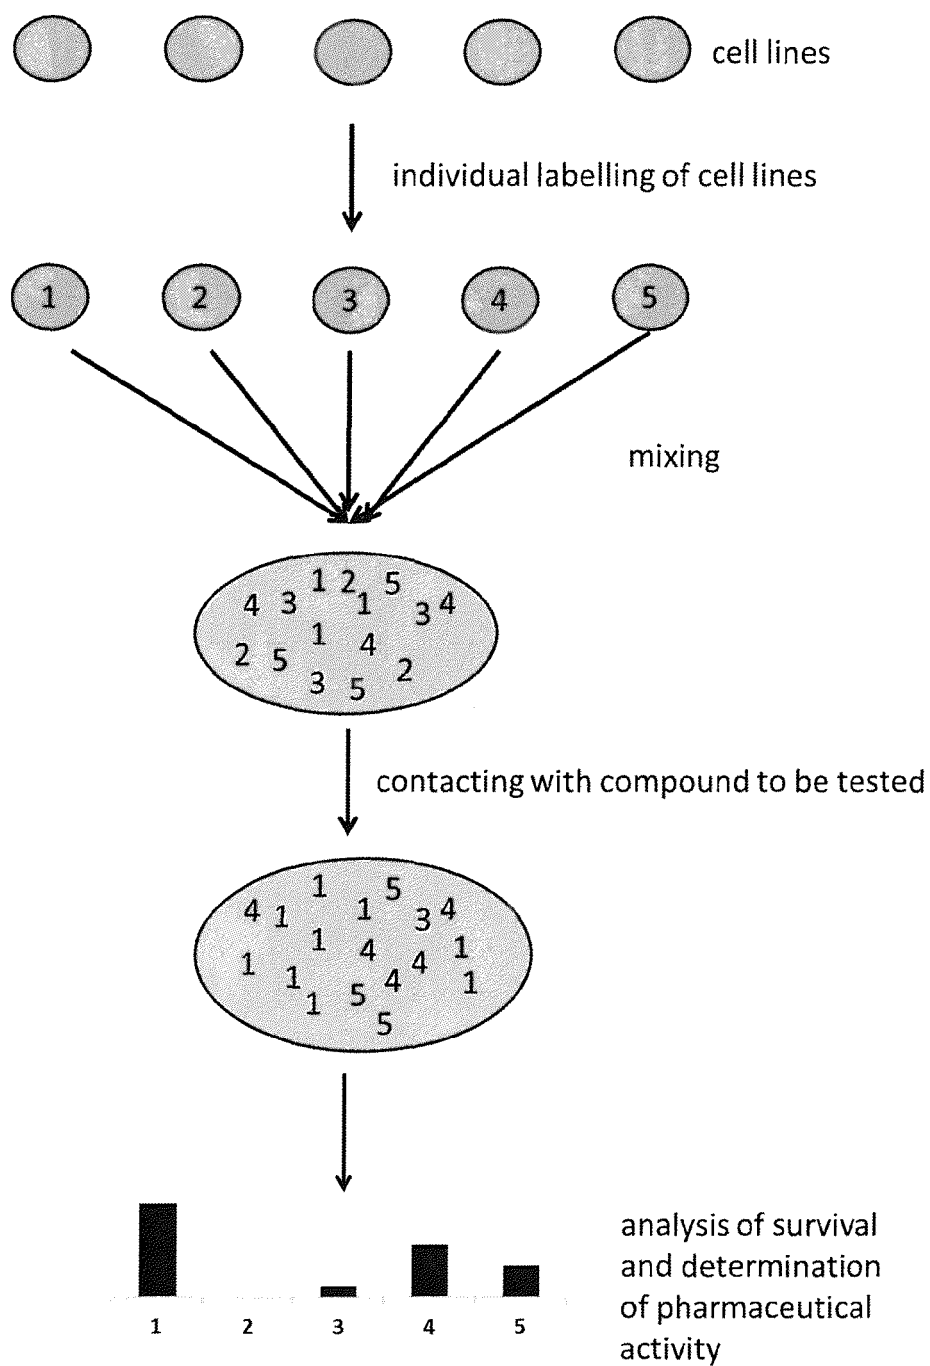 cell lines
individual labelling of cell lines
1 2 3 4 5
mixing
1 2 5
4 3 1 3 4
1 4
2 5 2
3 5
contacting with compound to be tested
1 5
4 1 1 3 4
1 4 1
1 1 4 4 1
1 5
5
analysis of survival
and determination
of pharmaceutical
activity
1 2 3 4 5